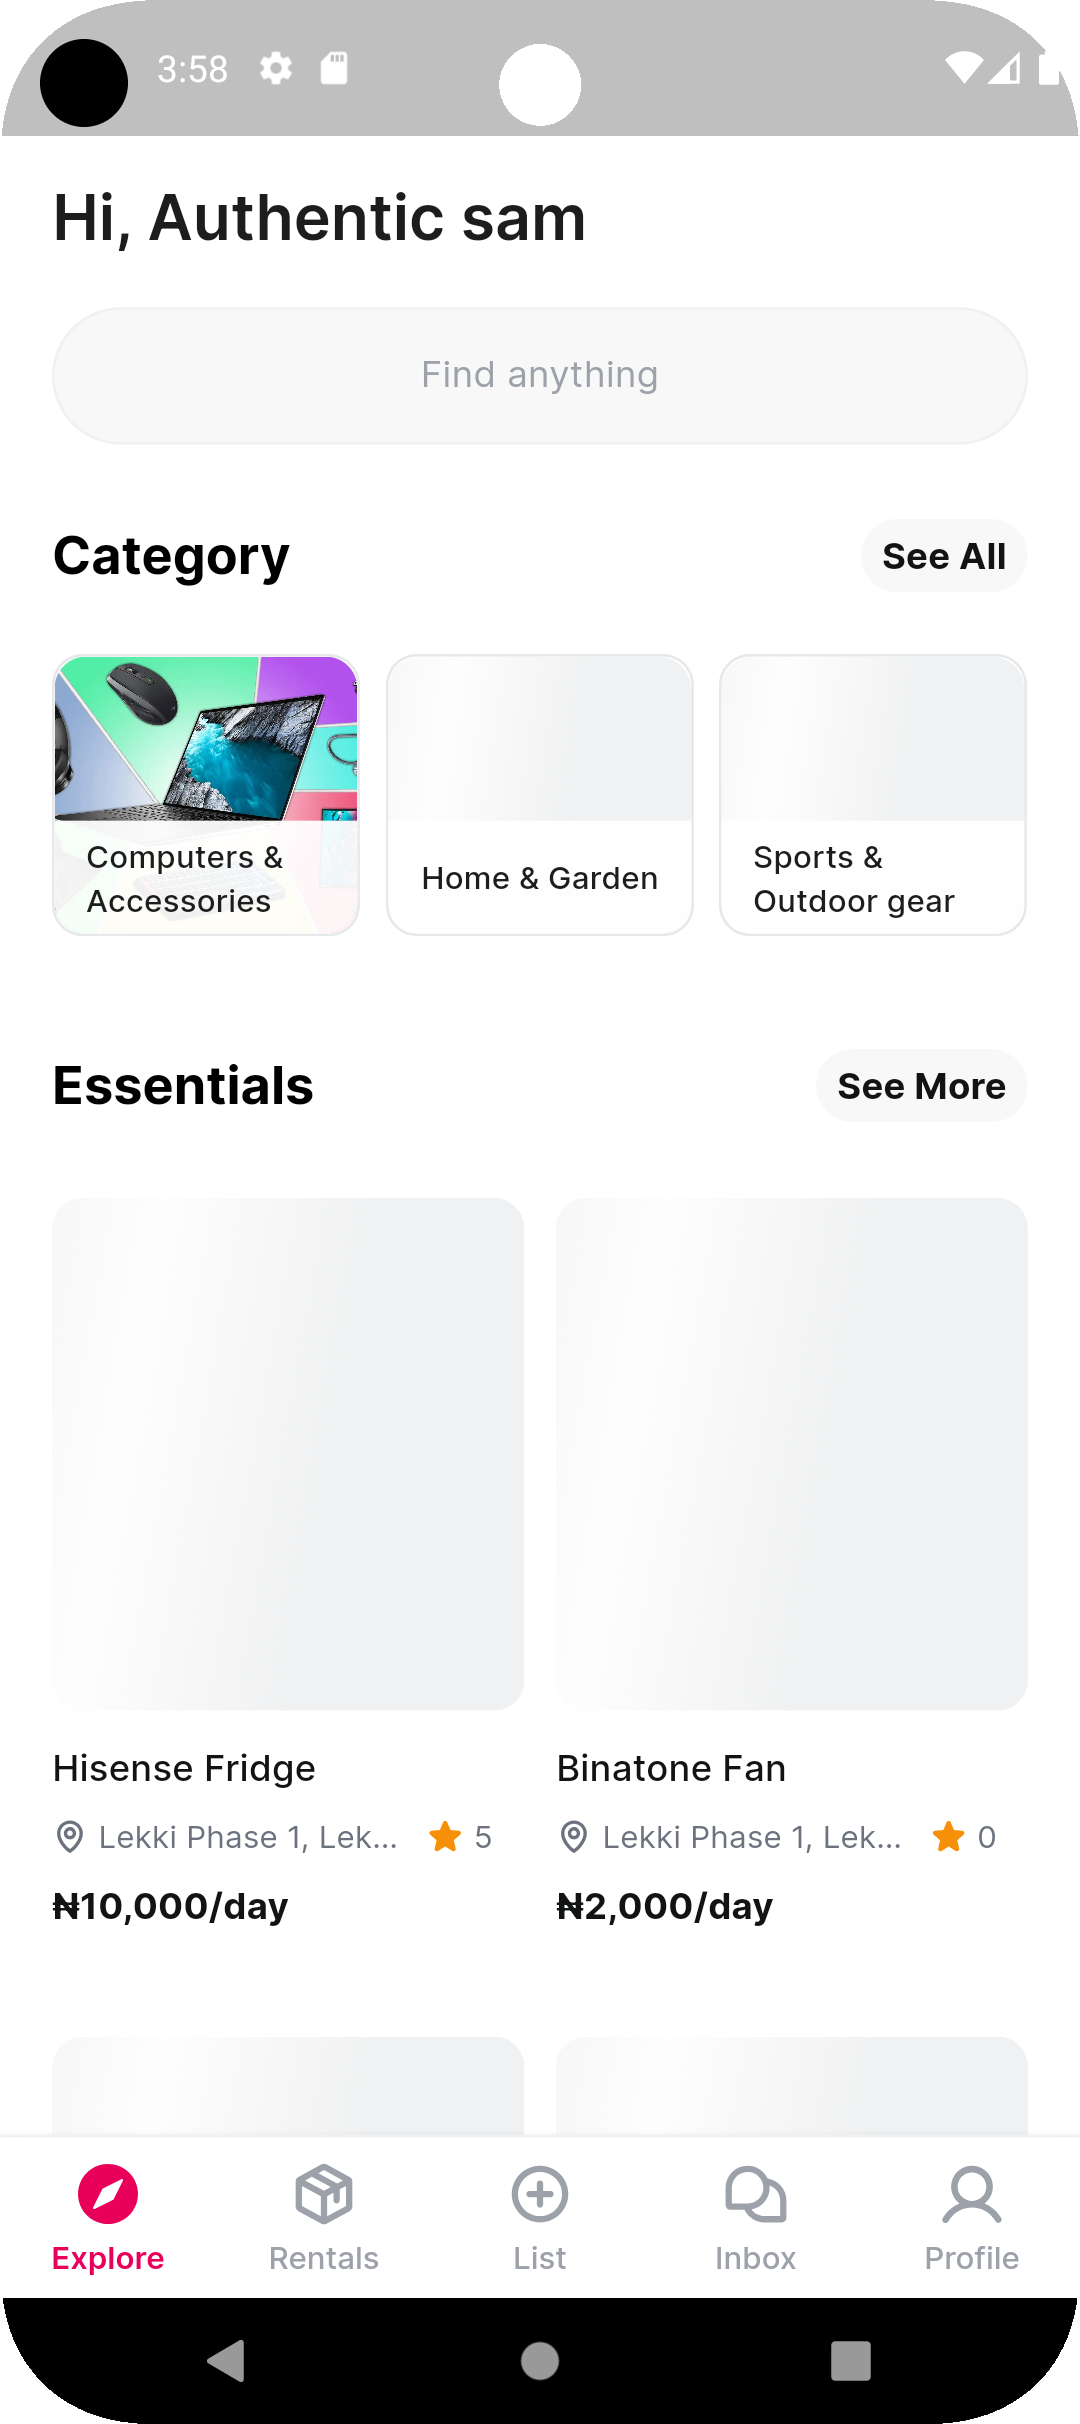 3:58
Hi, Authentic sam
Find anything
Category
See All
Computers &
Accessories
Home & Garden
Sports &
Outdoor gear
Essentials
See More
Hisense Fridge
Lekki Phase 1, Lek...
5
₦10,000/day
Binatone Fan
Lekki Phase 1, Lek...
0
₦2,000/day
Explore
Rentals
List
Inbox
Profile